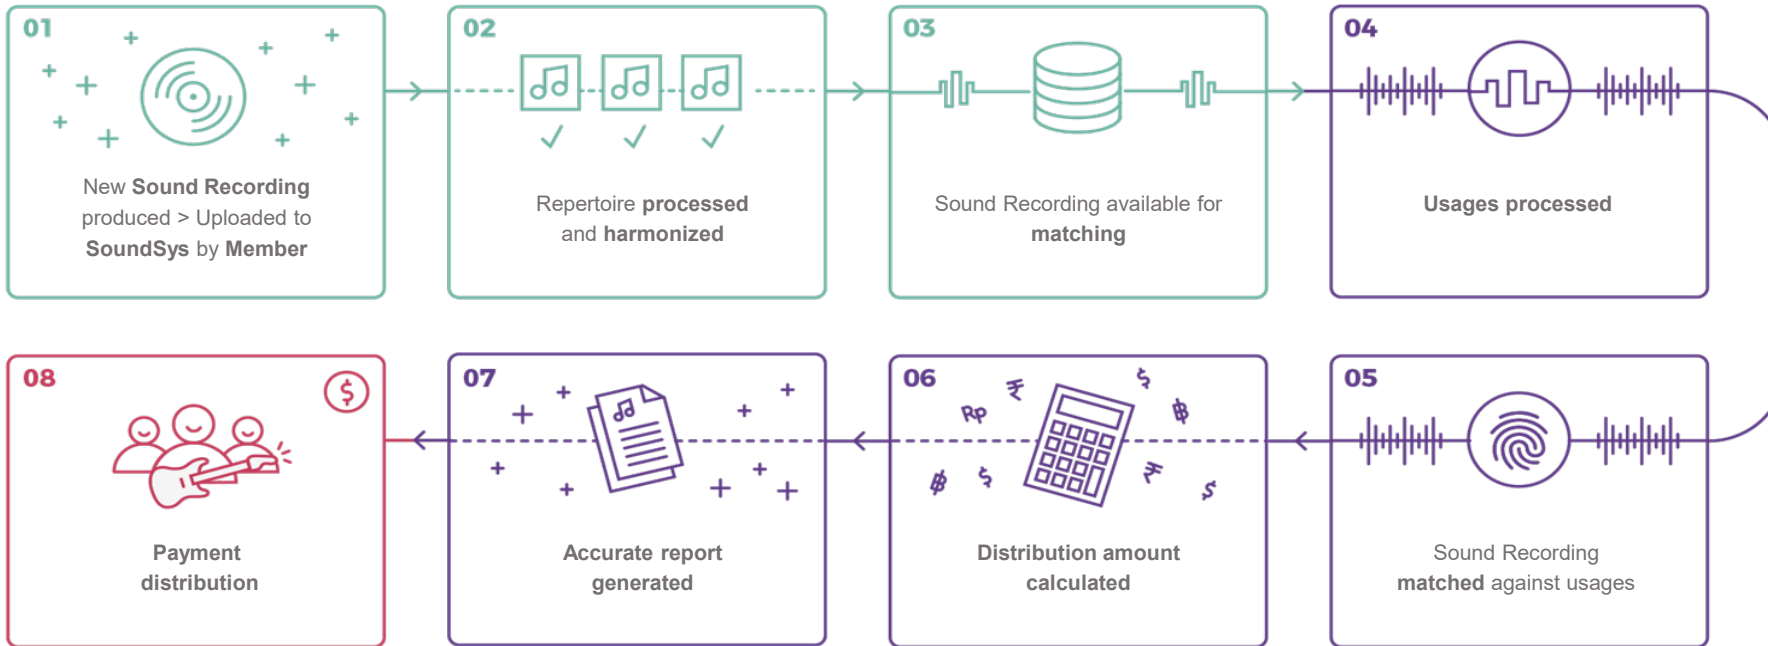 01
New Sound Recording
produced > Uploaded to
SoundSys by Member
02
Repertoire processed
and harmonized
03
Sound Recording available for
matching
04
Usages processed
05
Sound Recording
matched against usages
06
Rp ₹ $ ฿
฿ $ ₹ $
Distribution amount
calculated
07
Accurate report
generated
08
$
Payment
distribution